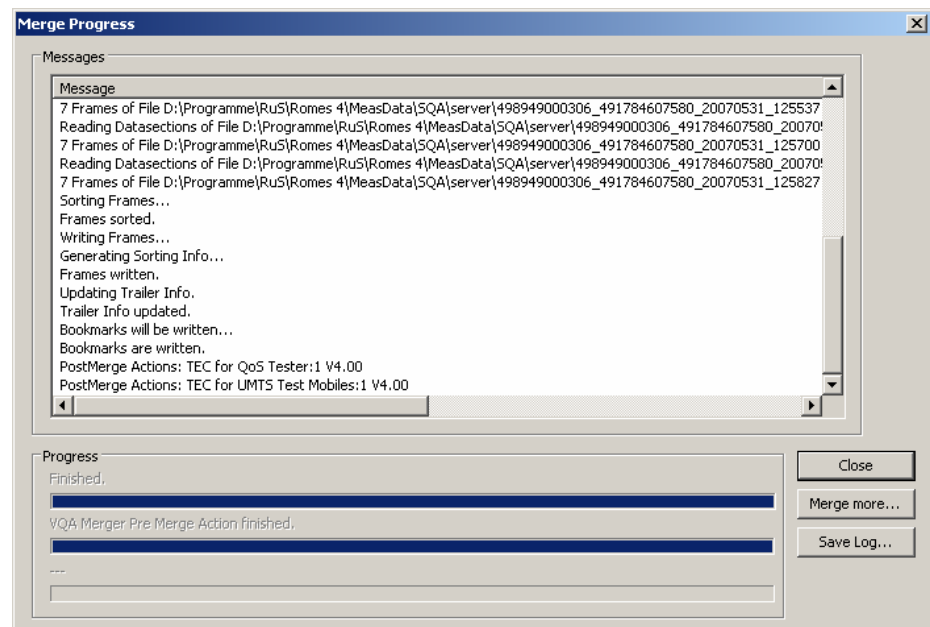 Merge Progress
Messages
Message
7 Frames of File D:\Programme\RuS\Romes 4\MeasData\SQA\server\498949000306_491784607580_20070531_125537
Reading Datasections of File D:\Programme\RuS\Romes 4\MeasData\SQA\server\498949000306_491784607580_20070
7 Frames of File D:\Programme\RuS\Romes 4\MeasData\SQA\server\498949000306_491784607580_20070531_125700
Reading Datasections of File D:\Programme\RuS\Romes 4\MeasData\SQA\server\498949000306_491784607580_20070
7 Frames of File D:\Programme\RuS\Romes 4\MeasData\SQA\server\498949000306_491784607580_20070531_125827
Sorting Frames...
Frames sorted.
Writing Frames...
Generating Sorting Info...
Frames written.
Updating Trailer Info.
Trailer Info updated.
Bookmarks will be written...
Bookmarks are written.
PostMerge Actions: TEC for QoS Tester:1 V4.00
PostMerge Actions: TEC for UMTS Test Mobiles:1 V4.00
Progress
Finished.
VQA Merger Pre Merge Action finished.
---
Close
Merge more...
Save Log...